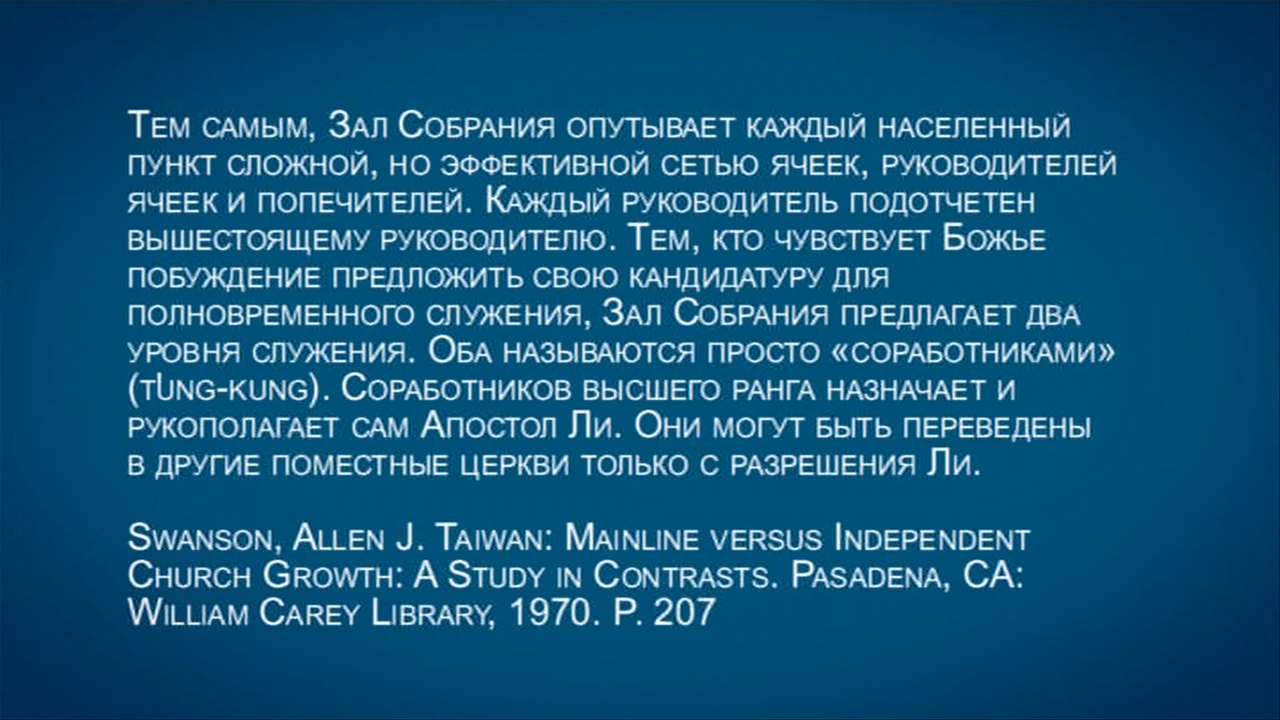 Тем самым, Зал Собрания опутывает каждый населенный
пункт сложной, но эффективной сетью ячеек, руководителей
ячеек и попечителей. Каждый руководитель подотчетен
вышестоящему руководителю. Тем, кто чувствует Божье
побуждение предложить свою кандидатуру для
полновременного служения, Зал Собрания предлагает два
уровня служения. Оба называются просто «соработниками»
(tung-kung). Соработников высшего ранга назначает и
рукополагает сам Апостол Ли. Они могут быть переведены
в другие поместные церкви только с разрешения Ли.
Swanson, Allen J. Taiwan: Mainline versus Independent
Church Growth: A Study in Contrasts. Pasadena, CA:
William Carey Library, 1970. P. 207